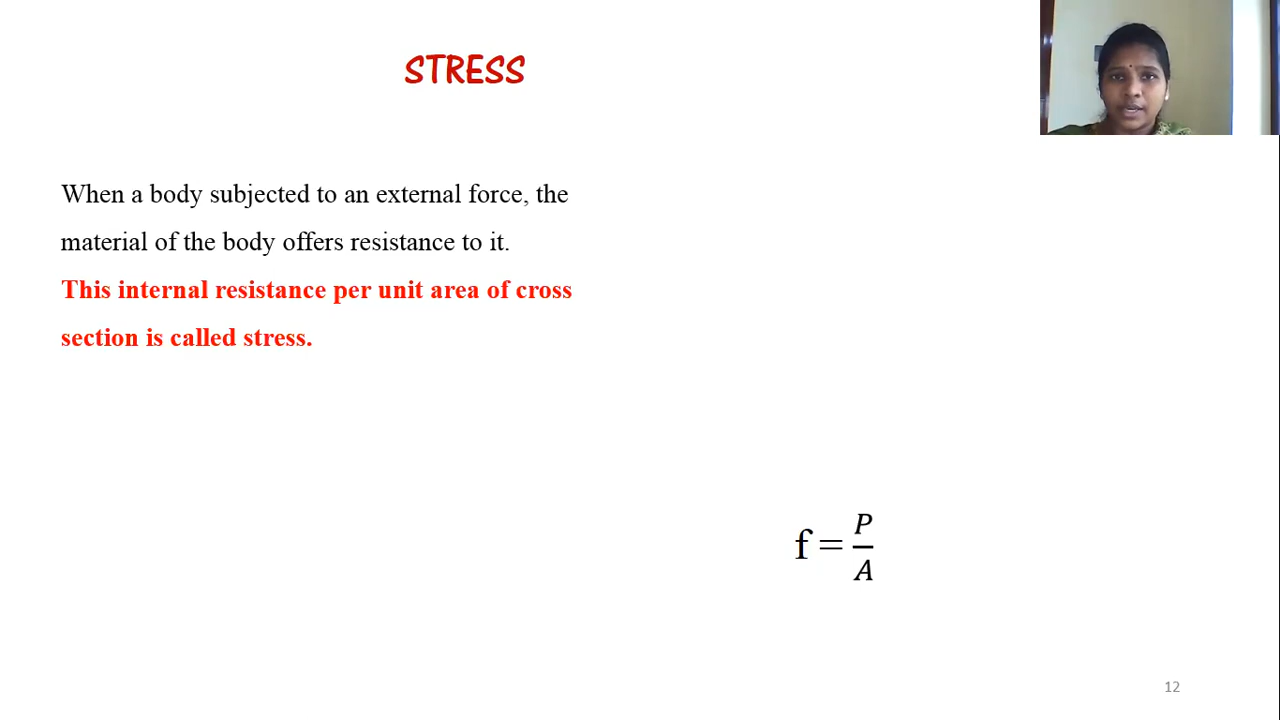 STRESS
When a body subjected to an external force, the
material of the body offers resistance to it.
This internal resistance per unit area of cross
section is called stress.
f = P/A
12